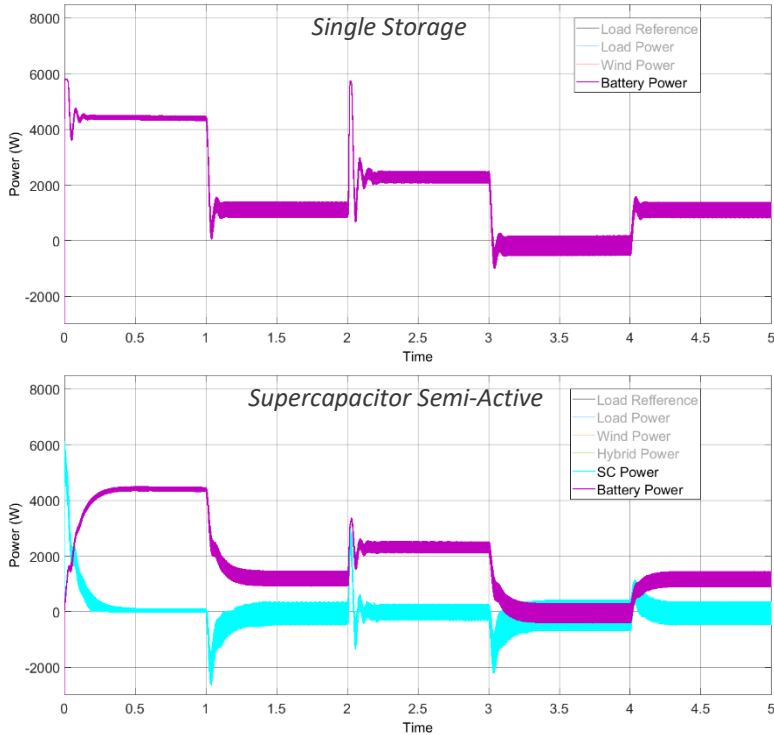 Single Storage
8000
6000
4000
2000
0
-2000
Power (W)
Load Reference
Load Power
Wind Power
Battery Power
0 0.5 1 1.5 2 2.5 3 3.5 4 4.5 5
Time
Supercapacitor Semi-Active
8000
6000
4000
2000
0
-2000
Power (W)
Load Refference
Load Power
Wind Power
Hybrid Power
SC Power
Battery Power
0 0.5 1 1.5 2 2.5 3 3.5 4 4.5 5
Time